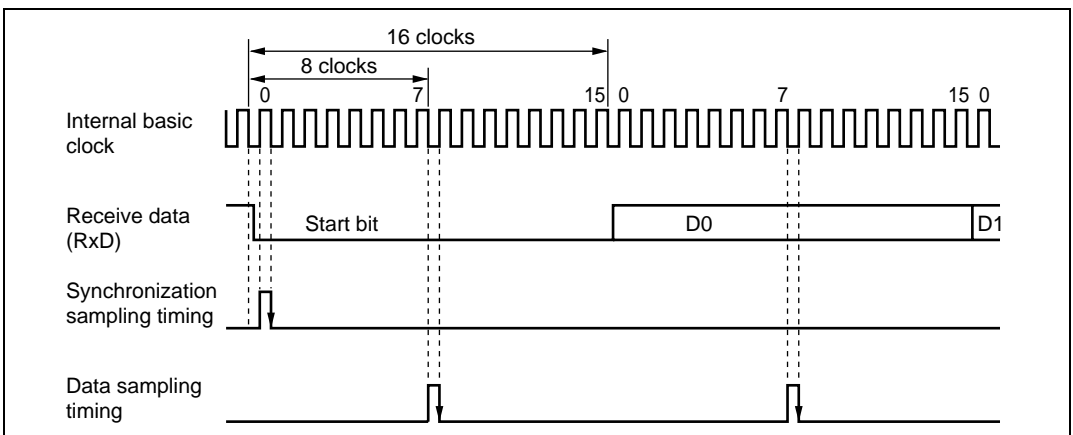 16 clocks
8 clocks
0 7 15 0 7 15 0
Internal basic
clock
Receive data
(RxD)
Start bit D0 D1
Synchronization
sampling timing
Data sampling
timing